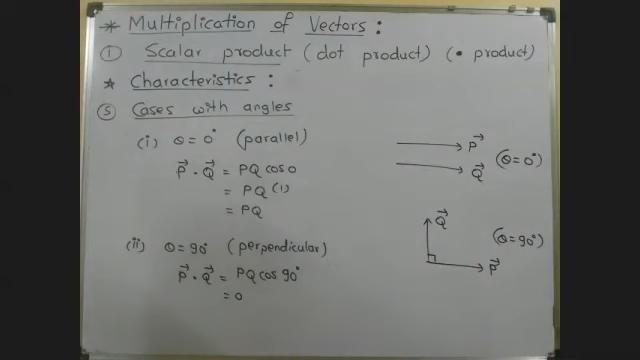 * Multiplication of Vectors :
① Scalar product (dot product) (• product)
* Characteristics :
⑤ Cases with angles
(i) θ = 0° (parallel)
P⃗ · Q⃗ = PQ cos 0
= PQ (1)
= PQ
P⃗
Q⃗
(θ = 0°)
(ii) θ = 90° (perpendicular)
P⃗ · Q⃗ = PQ cos 90°
= 0
Q⃗
(θ = 90°)
P⃗